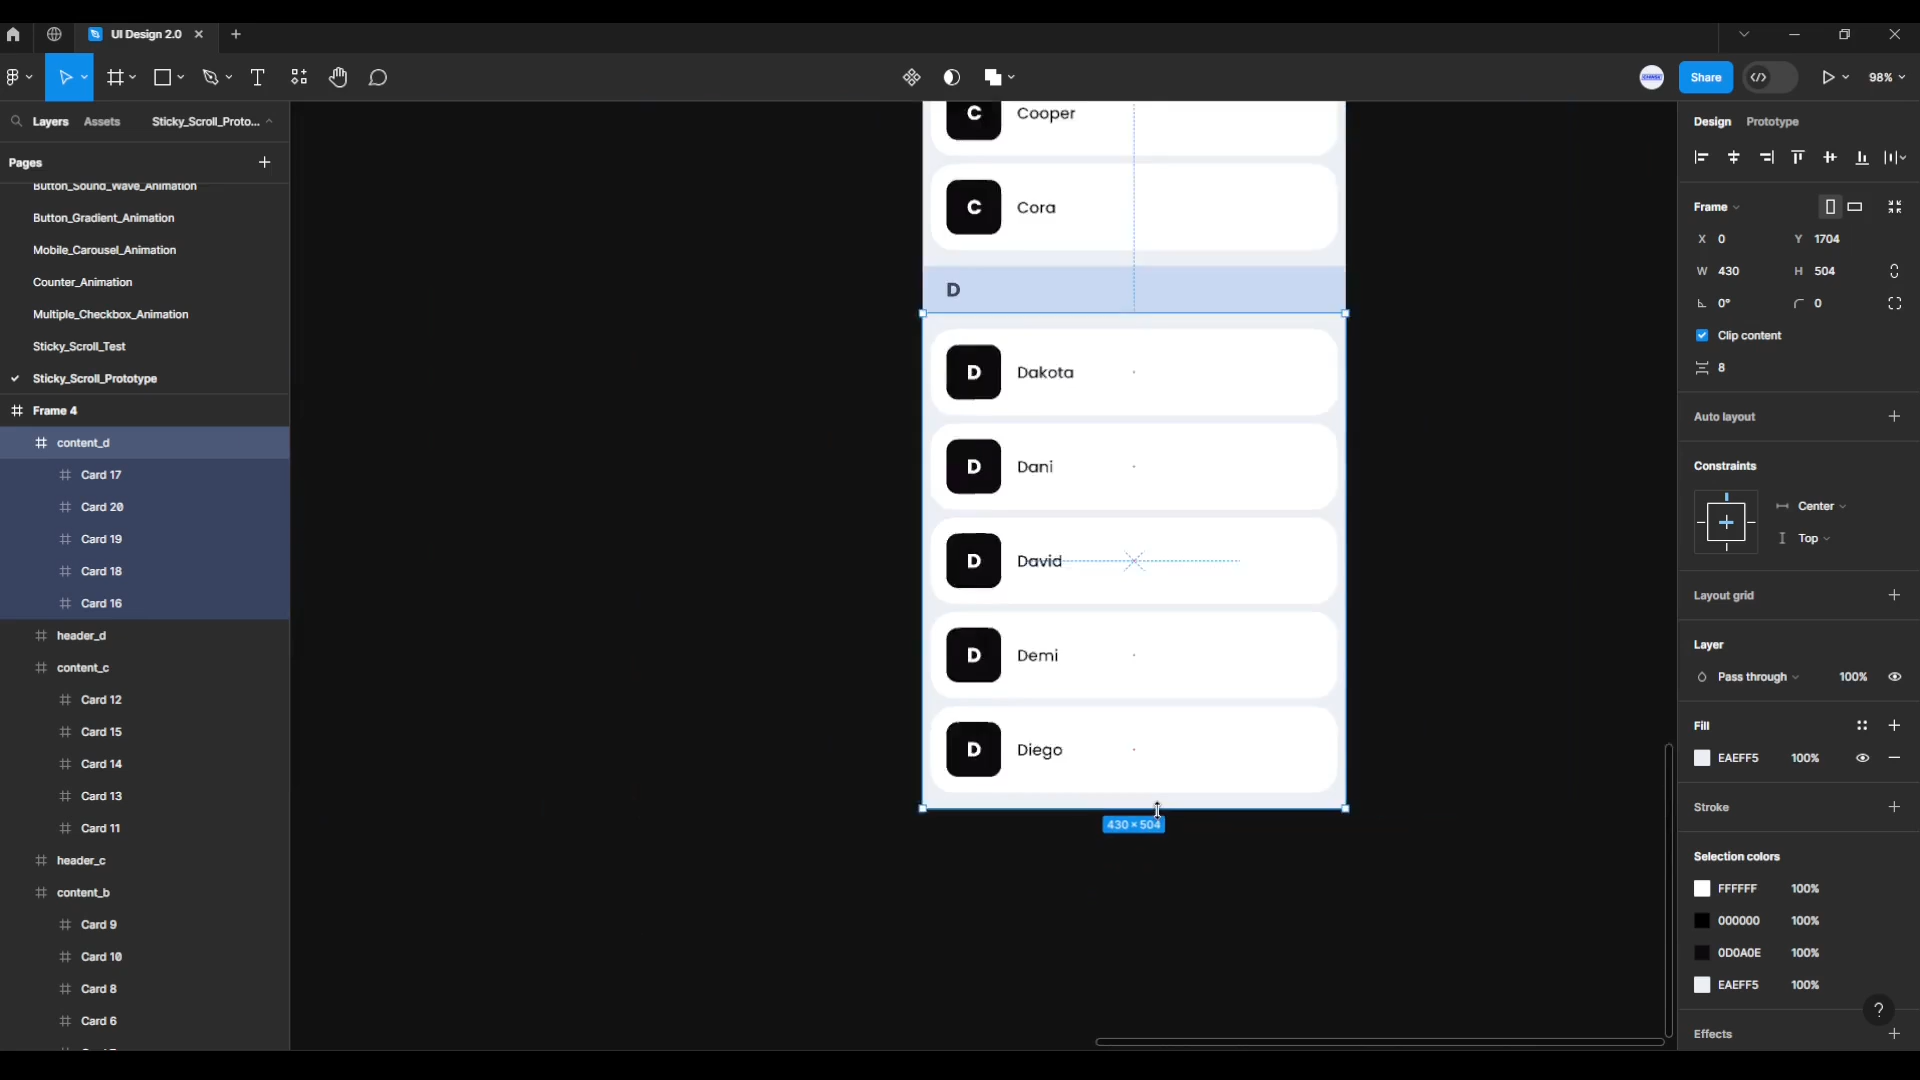 UI Design 2.0
Share
98%
Layers
Assets
Sticky_Scroll_Proto...
Pages
Button_Sound_Wave_Animation
Button_Gradient_Animation
Mobile_Carousel_Animation
Counter_Animation
Multiple_Checkbox_Animation
Sticky_Scroll_Test
Sticky_Scroll_Prototype
Frame 4
content_d
Card 17
Card 20
Card 19
Card 18
Card 16
header_d
content_c
Card 12
Card 15
Card 14
Card 13
Card 11
header_c
content_b
Card 9
Card 10
Card 8
Card 6
C Cooper
C Cora
D
D Dakota
D Dani
D David
D Demi
D Diego
430 × 504
Design
Prototype
Frame
X 0 Y 1704
W 430 H 504
0° 0
Clip content
8
Auto layout
Constraints
Center
Top
Layout grid
Layer
Pass through 100%
Fill
EAEFF5 100%
Stroke
Selection colors
FFFFFF 100%
000000 100%
0D0A0E 100%
EAEFF5 100%
?
Effects